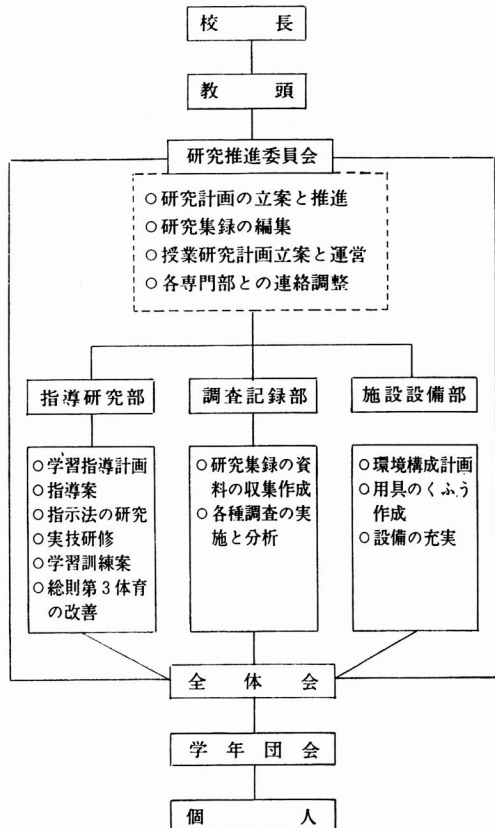 校長
教頭
研究推進委員会
○研究計画の立案と推進
○研究集録の編集
○授業研究計画立案と運営
○各専門部との連絡調整
指導研究部
○学習指導計画
○指導案
○指示法の研究
○実技研修
○学習訓練案
○総則第3体育
の改善
調査記録部
○研究集録の資
料の収集作成
○各種調査の実
施と分析
施設設備部
○環境構成計画
○用具のくふう
作成
○設備の充実
全体会
学年団会
個人